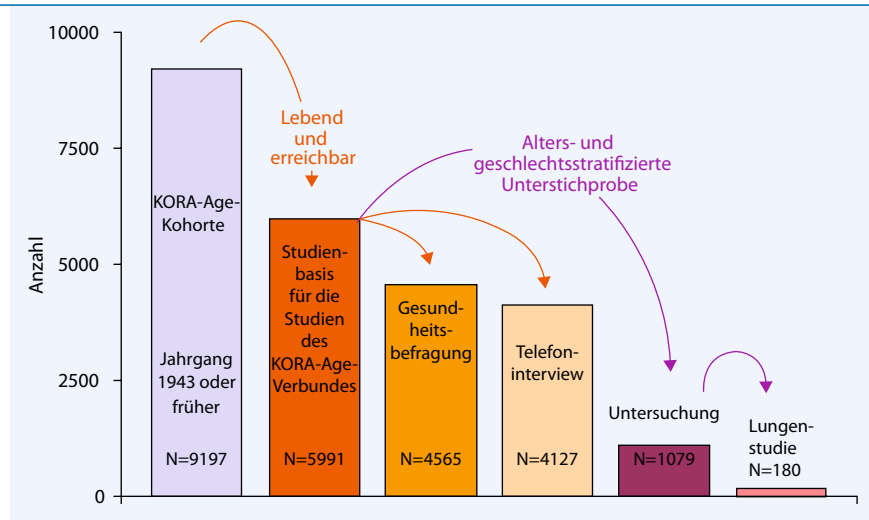 10000
7500
5000
2500
0
Anzahl
KORA-Age-
Kohorte
Jahrgang
1943 oder
früher
N=9197
Lebend
und
erreichbar
Studien-
basis
für die
Studien
des
KORA-Age-
Verbundes
N=5991
Gesund-
heits-
befragung
N=4565
Telefon-
interview
N=4127
Alters- und
geschlechtsstratifizierte
Unterstichprobe
Untersuchung
N=1079
Lungen-
studie
N=180